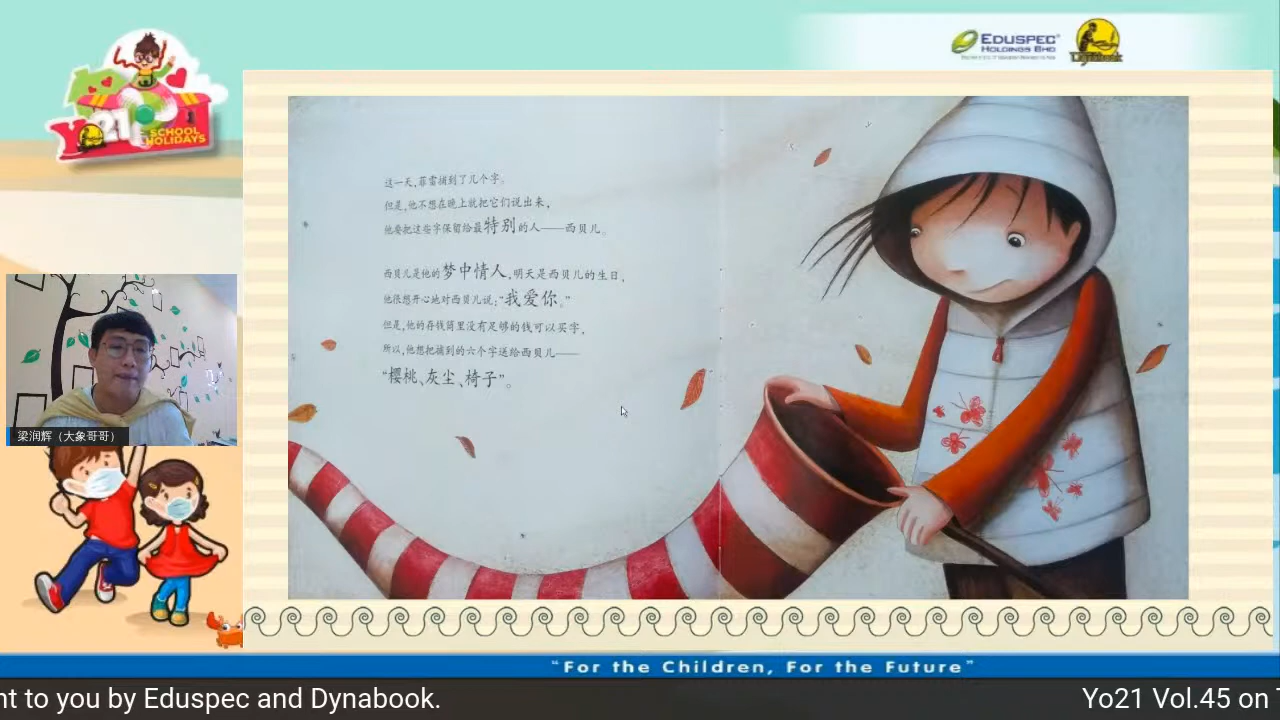 EDUSPEC
HOLDINGS BHD
Dynabook
Yo21
SCHOOL
HOLIDAYS
这一天,菲雷捕到了几个字。
但是,他不想在晚上就把它们说出来,
他要把这些字保留给最特别的人——西贝儿。
西贝儿是他的梦中情人,明天是西贝儿的生日,
他很想开心地对西贝儿说:“我爱你。”
但是,他的存钱筒里没有足够的钱可以买字,
所以,他想把捕到的六个字送给西贝儿——
“樱桃、灰尘、椅子”。
梁润辉（大象哥哥）
“For the Children, For the Future”
nt to you by Eduspec and Dynabook.
Yo21 Vol.45 on